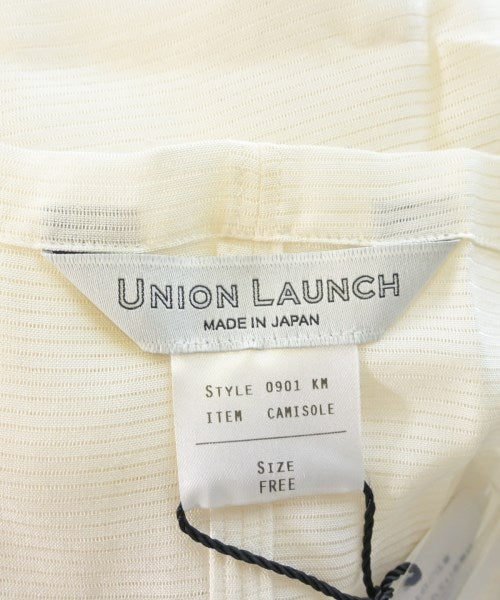 UNION LAUNCH
MADE IN JAPAN
STYLE 0901 KM
ITEM CAMISOLE
SIZE
FREE